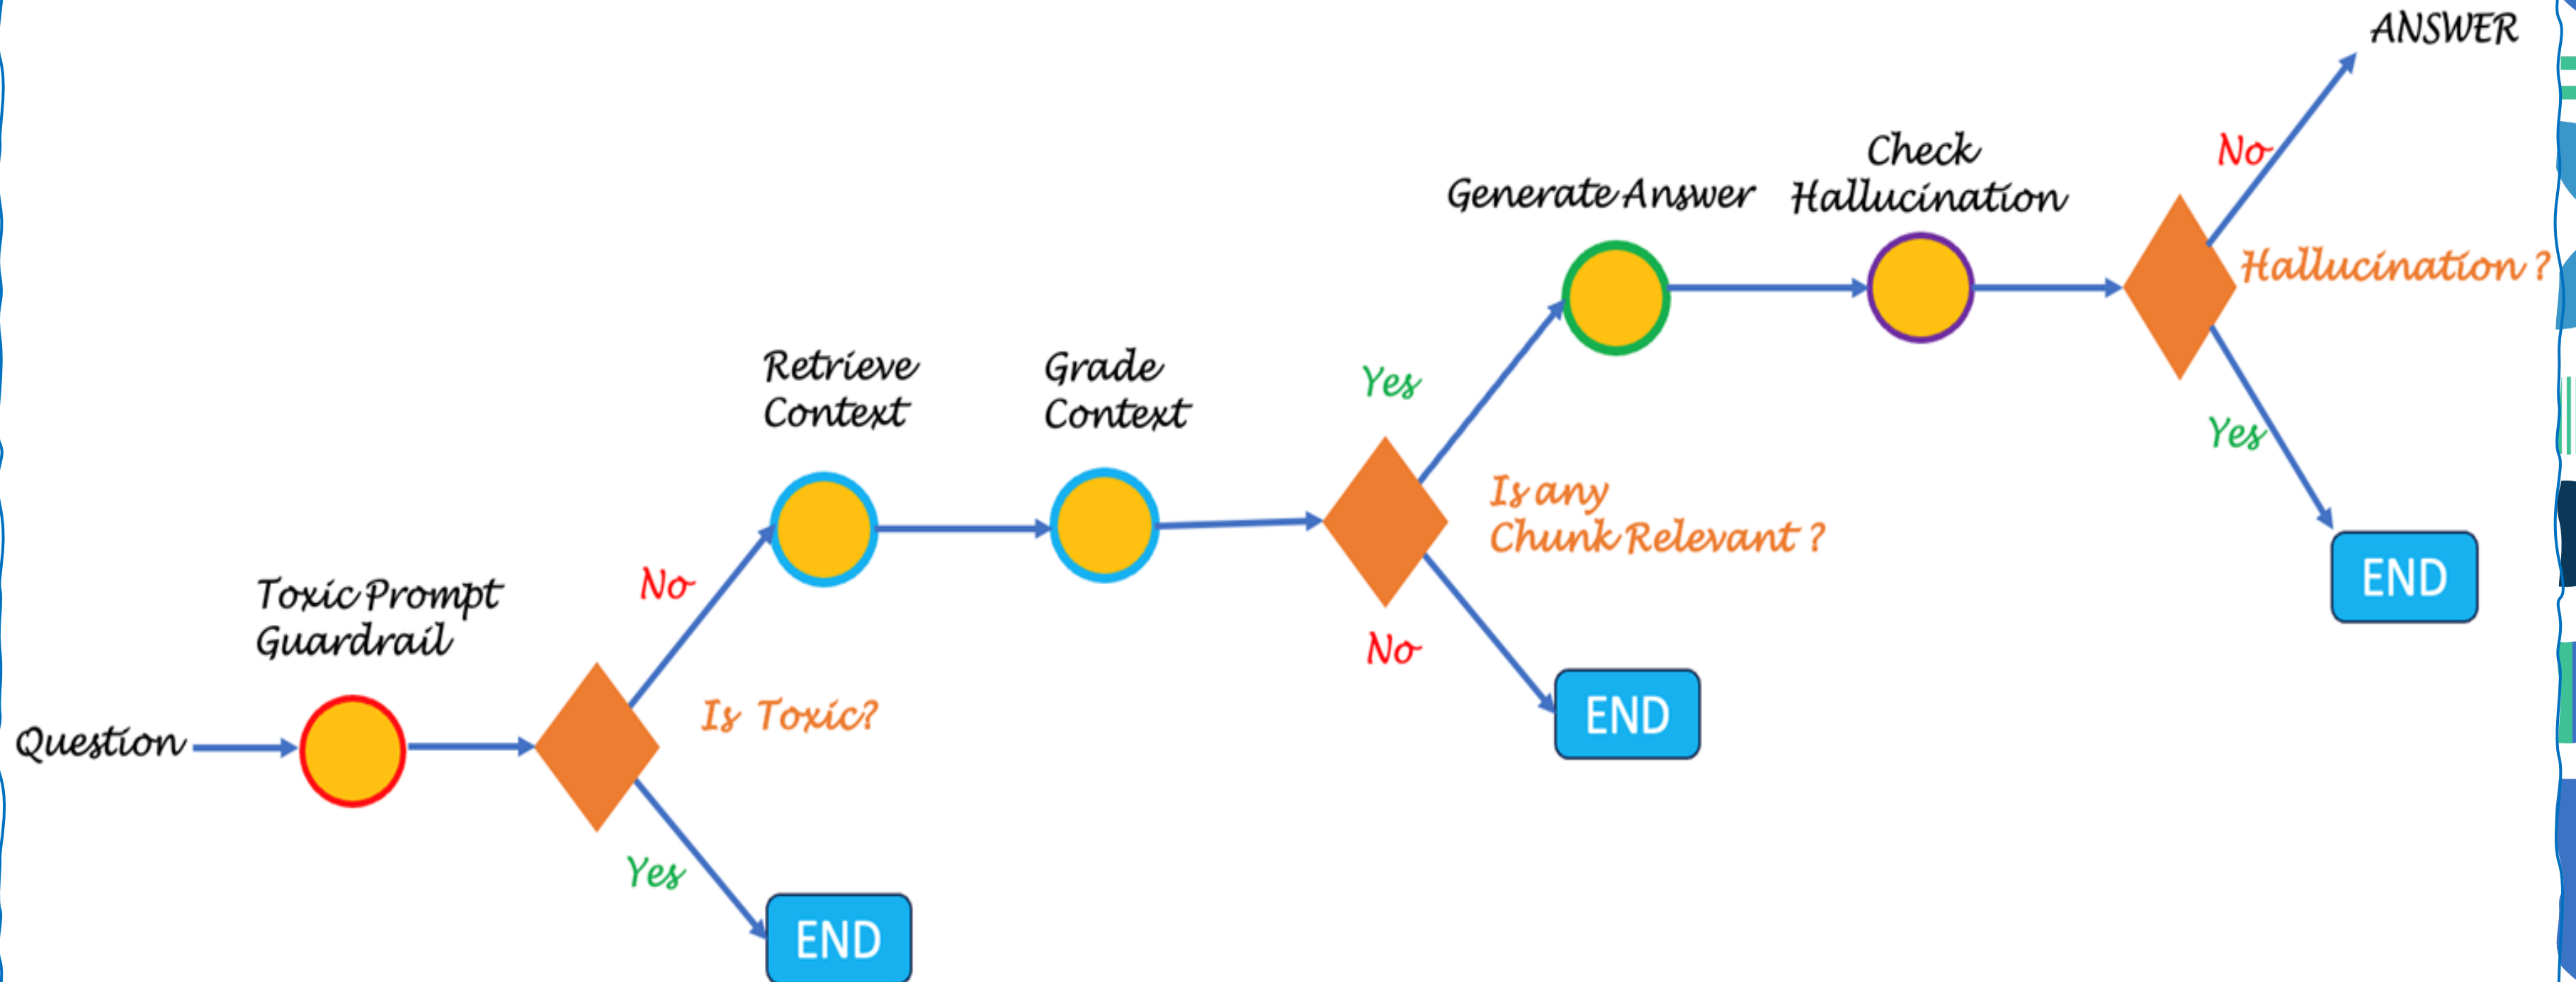 ANSWER
No
Check
Hallucination
Generate Answer
Hallucination ?
Retrieve
Context
Grade
Context
Yes
Yes
Is any
Chunk Relevant ?
END
Toxic Prompt
Guardrail
No
No
Is Toxic?
END
Question
Yes
END